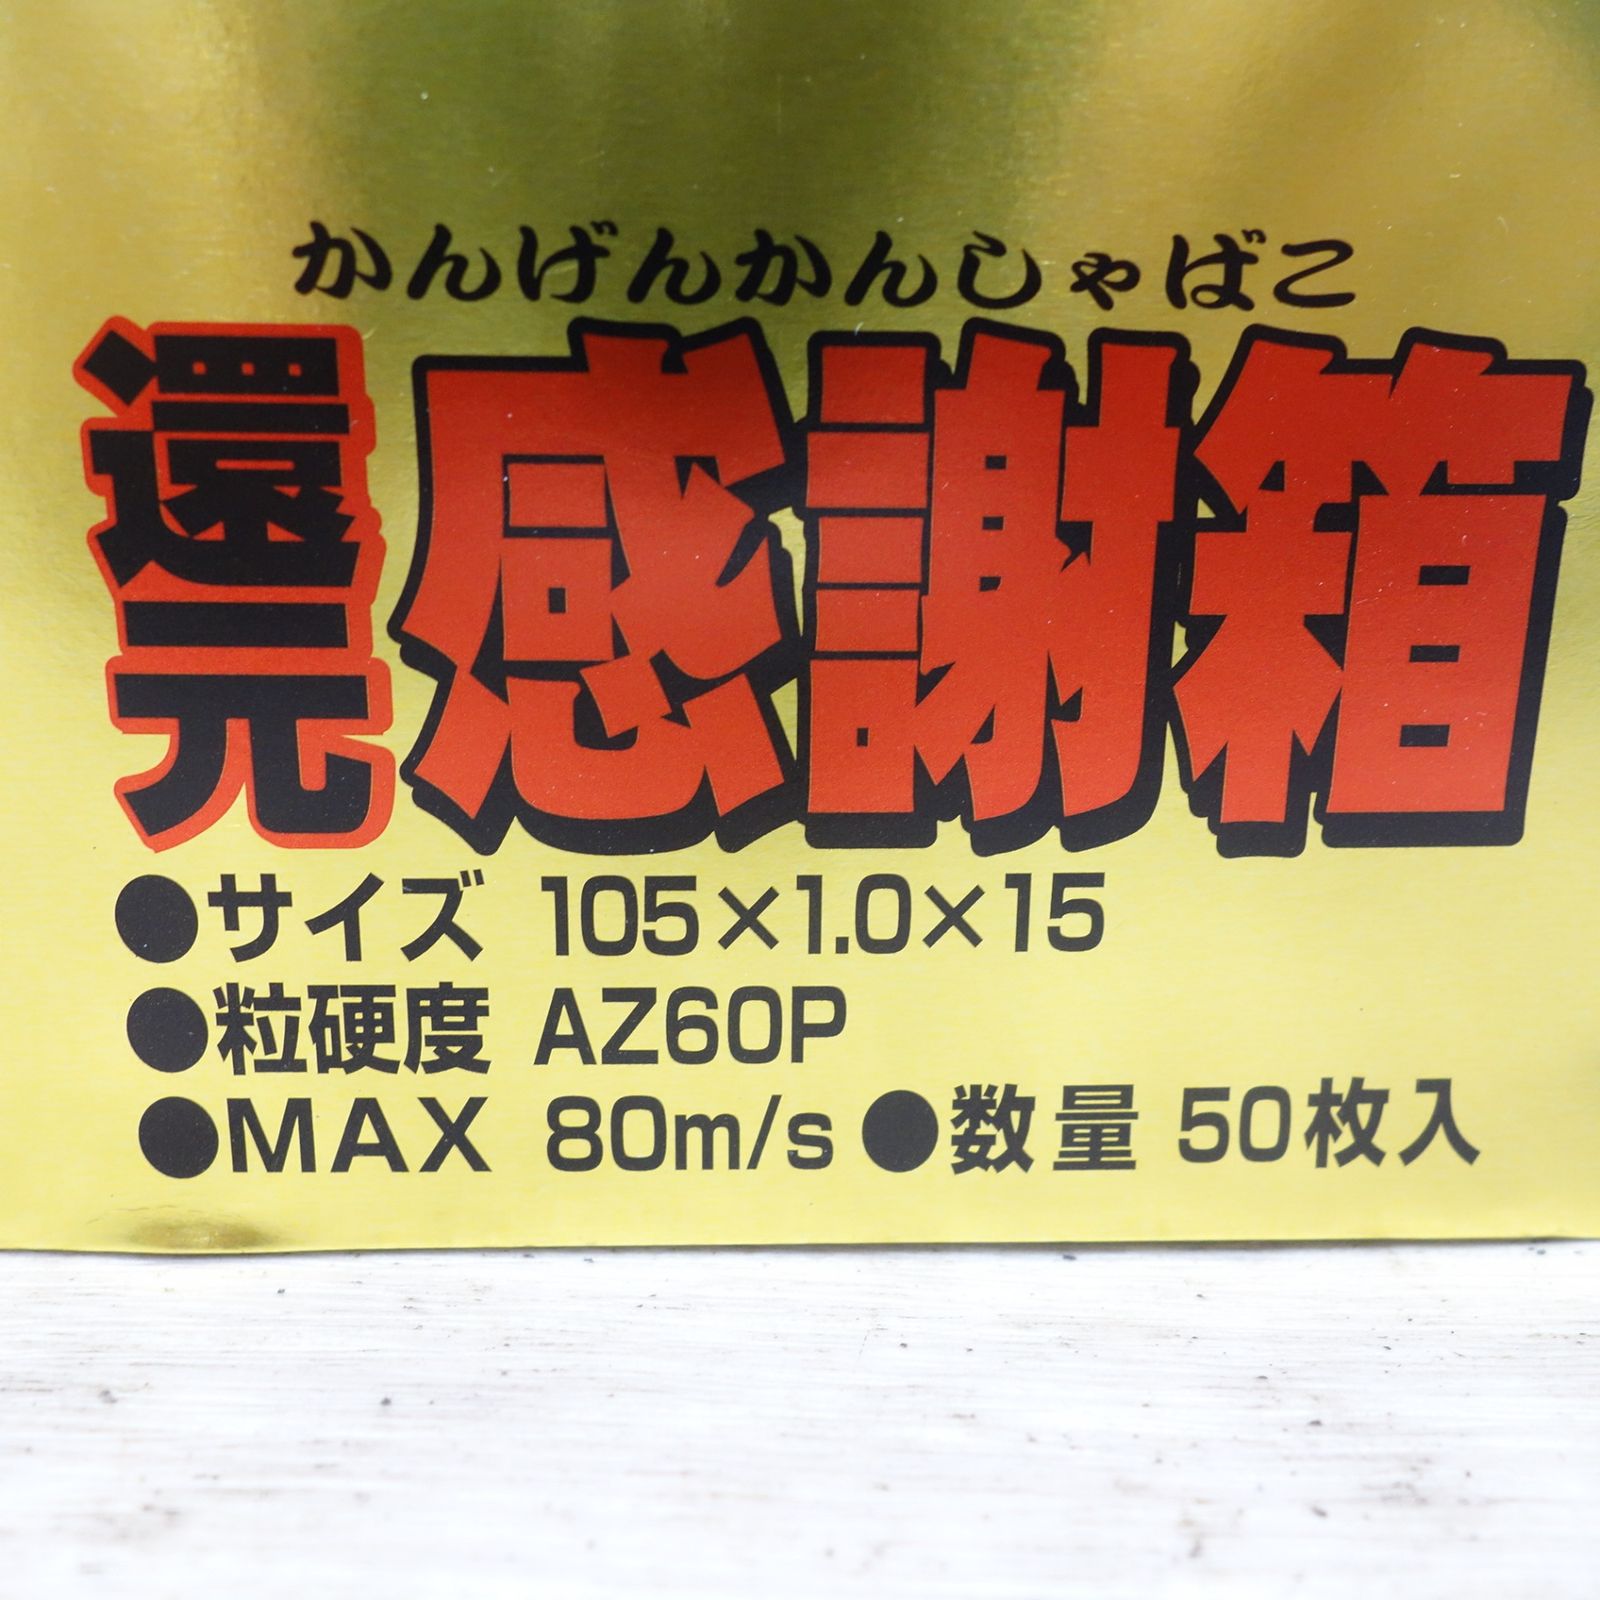 かんげんかんしゃばこ
還元感謝箱
●サイズ 105×1.0×15
●粒硬度 AZ60P
●MAX 80m/s●数量 50枚入